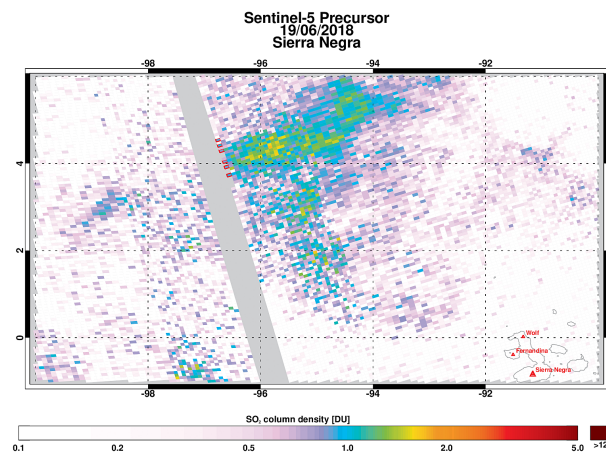 Sentinel-5 Precursor
19/06/2018
Sierra Negra
-98 -96 -94 -92
4
2
0
Wolf
Fernandina
Sierra Negra
-98 -96 -94 -92
SO₂ column density [DU]
0.1 0.2 0.5 1.0 2.0 5.0 >12